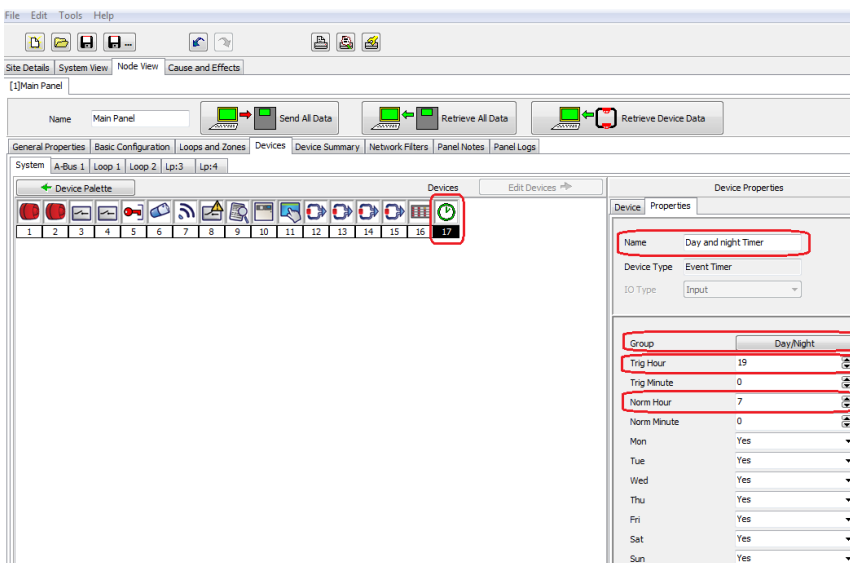 File Edit Tools Help
Site Details System View Node View Cause and Effects
[1]Main Panel
Name Main Panel Send All Data Retrieve All Data Retrieve Device Data
General Properties Basic Configuration Loops and Zones Devices Device Summary Network Filters Panel Notes Panel Logs
System A-Bus 1 Loop 1 Loop 2 Lp:3 Lp:4
Device Palette Devices Edit Devices Device Properties
Device Properties
1 2 3 4 5 6 7 8 9 10 11 12 13 14 15 16 17
Name Day and night Timer
Device Type Event Timer
IO Type Input
Group Day/Night
Trig Hour 19
Trig Minute 0
Norm Hour 7
Norm Minute 0
Mon Yes
Tue Yes
Wed Yes
Thu Yes
Fri Yes
Sat Yes
Sun Yes